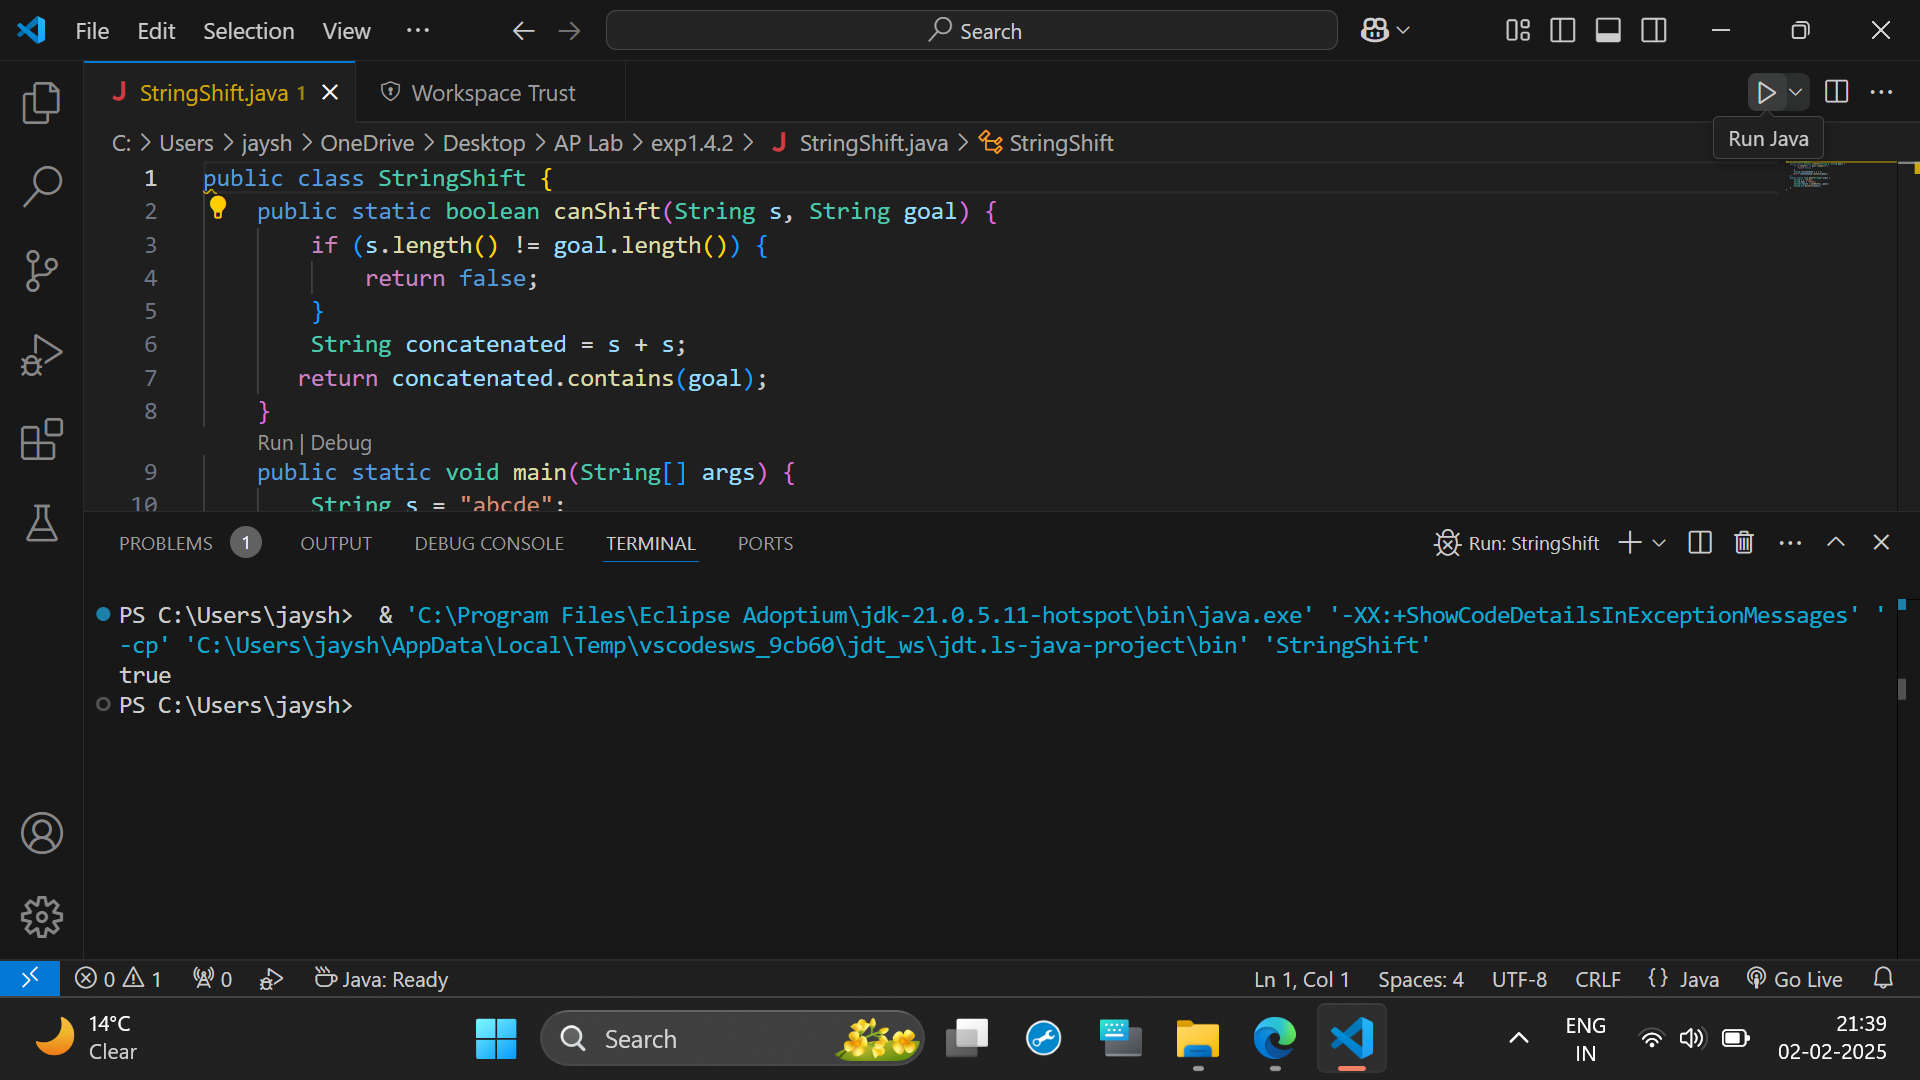 File Edit Selection View ··· Search
StringShift.java 1 Workspace Trust
C: > Users > jaysh > OneDrive > Desktop > AP Lab > exp1.4.2 > StringShift.java > StringShift
Run Java
1 public class StringShift {
2 public static boolean canShift(String s, String goal) {
3 if (s.length() != goal.length()) {
4 return false;
5 }
6 String concatenated = s + s;
7 return concatenated.contains(goal);
8 }
Run | Debug
9 public static void main(String[] args) {
10 String s = "abcde";
PROBLEMS 1 OUTPUT DEBUG CONSOLE TERMINAL PORTS Run: StringShift
PS C:\Users\jaysh>  & 'C:\Program Files\Eclipse Adoptium\jdk-21.0.5.11-hotspot\bin\java.exe' '-XX:+ShowCodeDetailsInExceptionMessages' '
-cp' 'C:\Users\jaysh\AppData\Local\Temp\vscodesws_9cb60\jdt_ws\jdt.ls-java-project\bin' 'StringShift'
true
PS C:\Users\jaysh>
0 1 0 Java: Ready Ln 1, Col 1 Spaces: 4 UTF-8 CRLF {} Java Go Live
14°C
Clear
Search
ENG
IN
21:39
02-02-2025